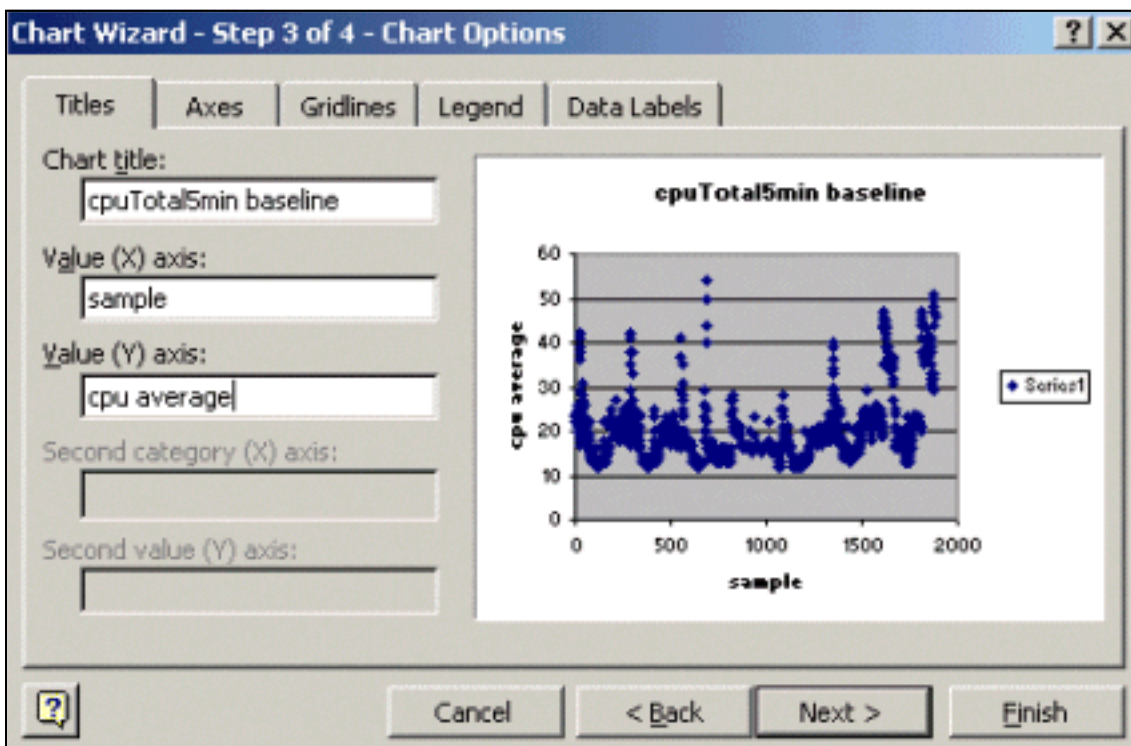 Chart Wizard - Step 3 of 4 - Chart Options
Titles Axes Gridlines Legend Data Labels
Chart title:
cpuTotal5min baseline
Value (X) axis:
sample
Value (Y) axis:
cpu average
Second category (X) axis:
Second value (Y) axis:
cpuTotal5min baseline
cpu average
60
50
40
30
20
10
0
0 500 1000 1500 2000
sample
Series1
Cancel < Back Next > Finish